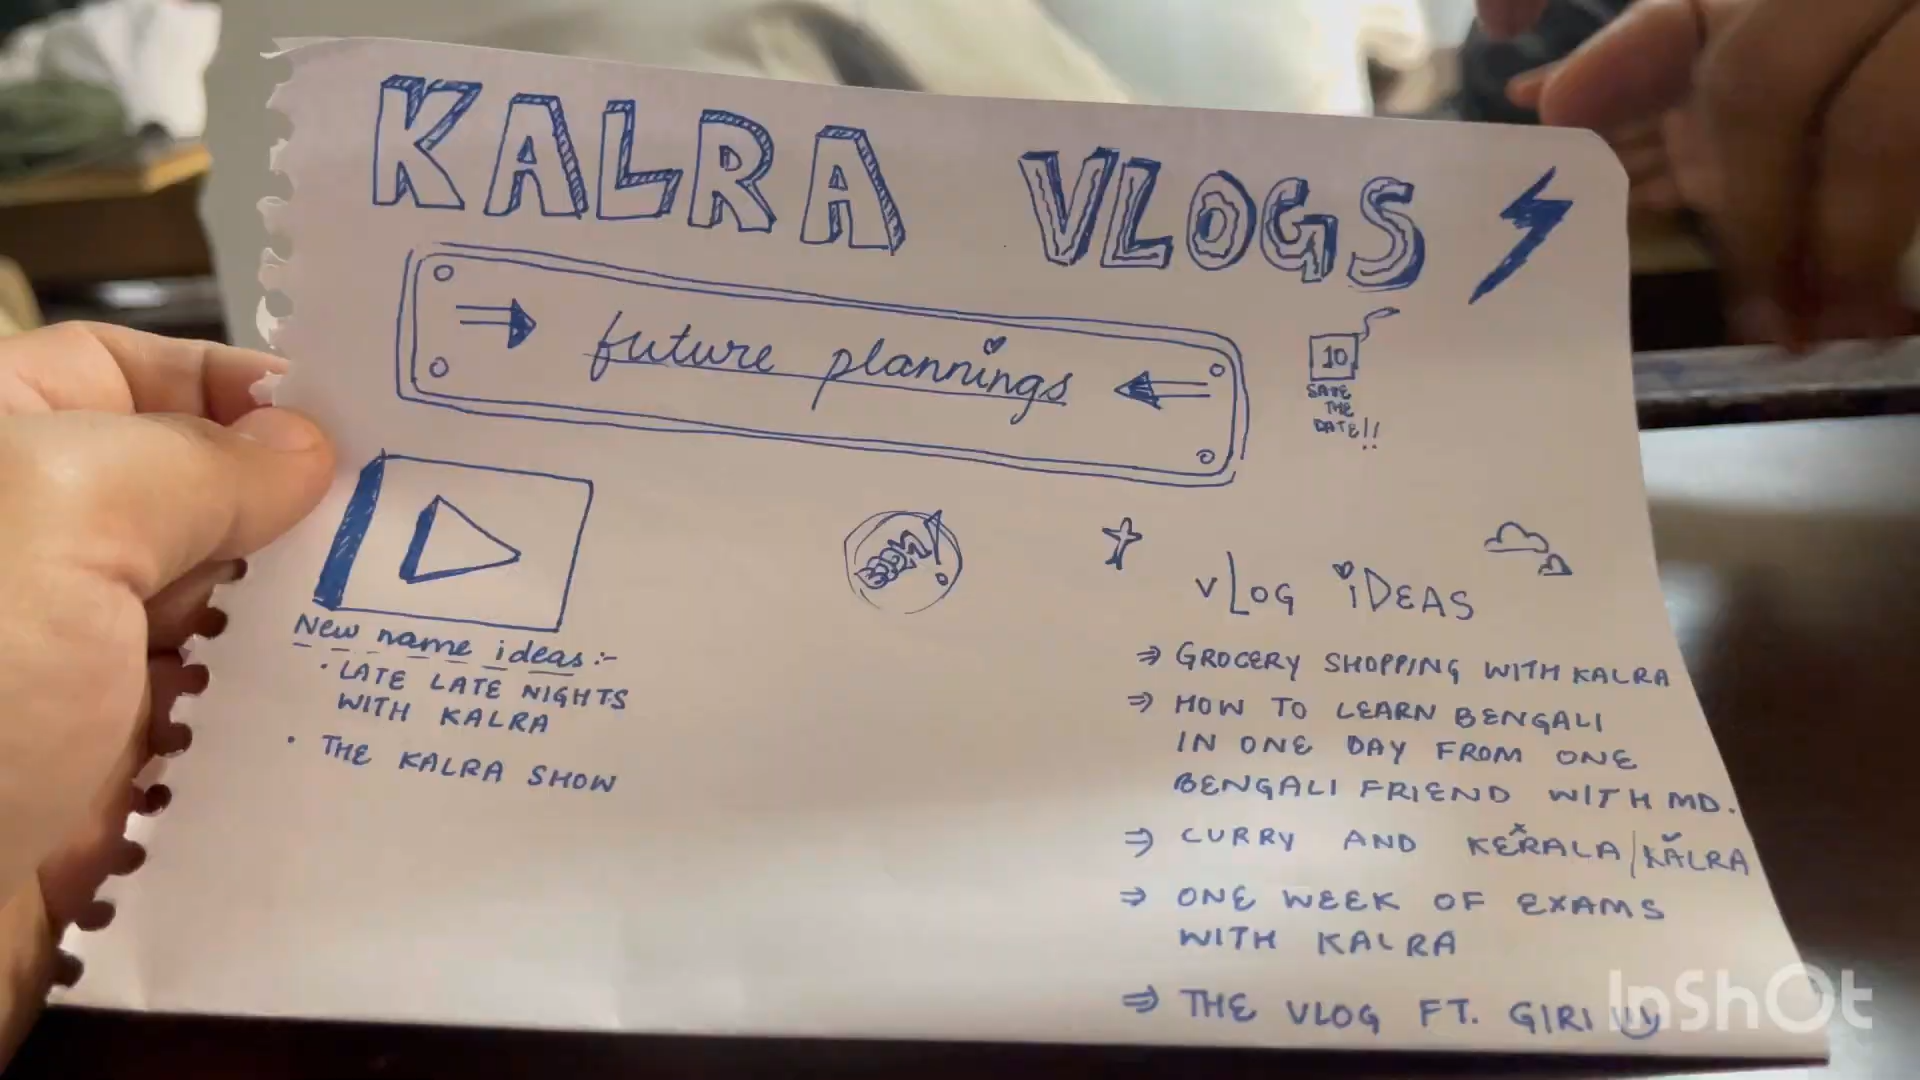 KALRA VLOGS
future plannings
10
SAVE
THE
DATE!!
BOOM!
New name ideas:-
• LATE LATE NIGHTS
WITH KALRA
• THE KALRA SHOW
VLOG iDEAS
⇒ GROCERY SHOPPING WITH KALRA
⇒ HOW TO LEARN BENGALI
IN ONE DAY FROM ONE
BENGALI FRIEND WITH MD.
⇒ CURRY AND KERALA/KALRA
⇒ ONE WEEK OF EXAMS
WITH KALRA
⇒ THE VLOG FT. GIRI
InShOt